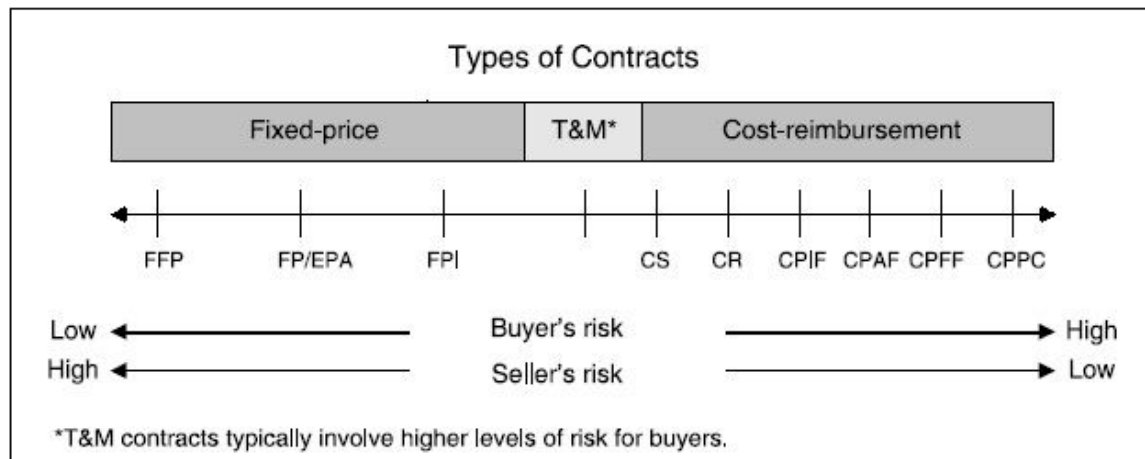 Types of Contracts
Fixed-price T&M* Cost-reimbursement
FFP FP/EPA FPI CS CR CPIF CPAF CPFF CPPC
Low Buyer's risk High
High Seller's risk Low
*T&M contracts typically involve higher levels of risk for buyers.